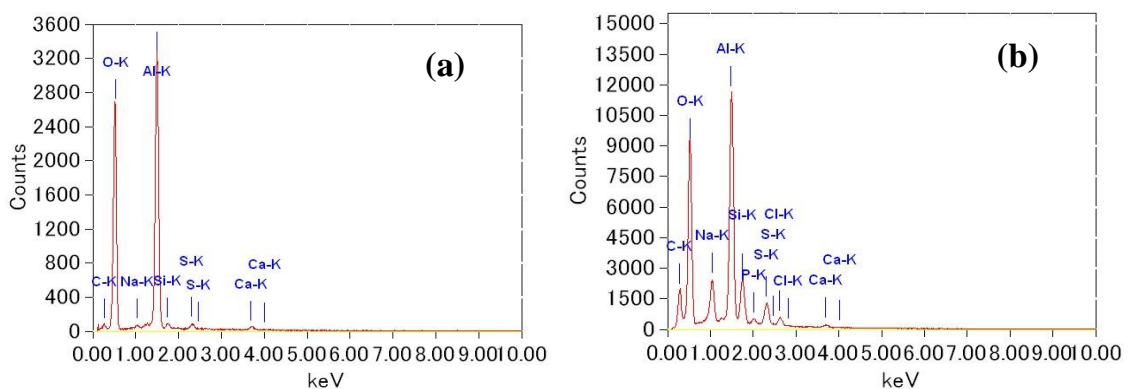 (a)
3600
3200
2800
2400
2000
1600
1200
800
400
0
Counts
O-K
Al-K
C-K
Na-K
Si-K
S-K
S-K
Ca-K
Ca-K
0.00 1.00 2.00 3.00 4.00 5.00 6.00 7.00 8.00 9.00 10.00
keV
(b)
15000
13500
12000
10500
9000
7500
6000
4500
3000
1500
0
Counts
Al-K
O-K
C-K
Na-K
Si-K
Cl-K
S-K
S-K
P-K
Cl-K
Ca-K
Ca-K
0.00 1.00 2.00 3.00 4.00 5.00 6.00 7.00 8.00 9.00 10.00
keV